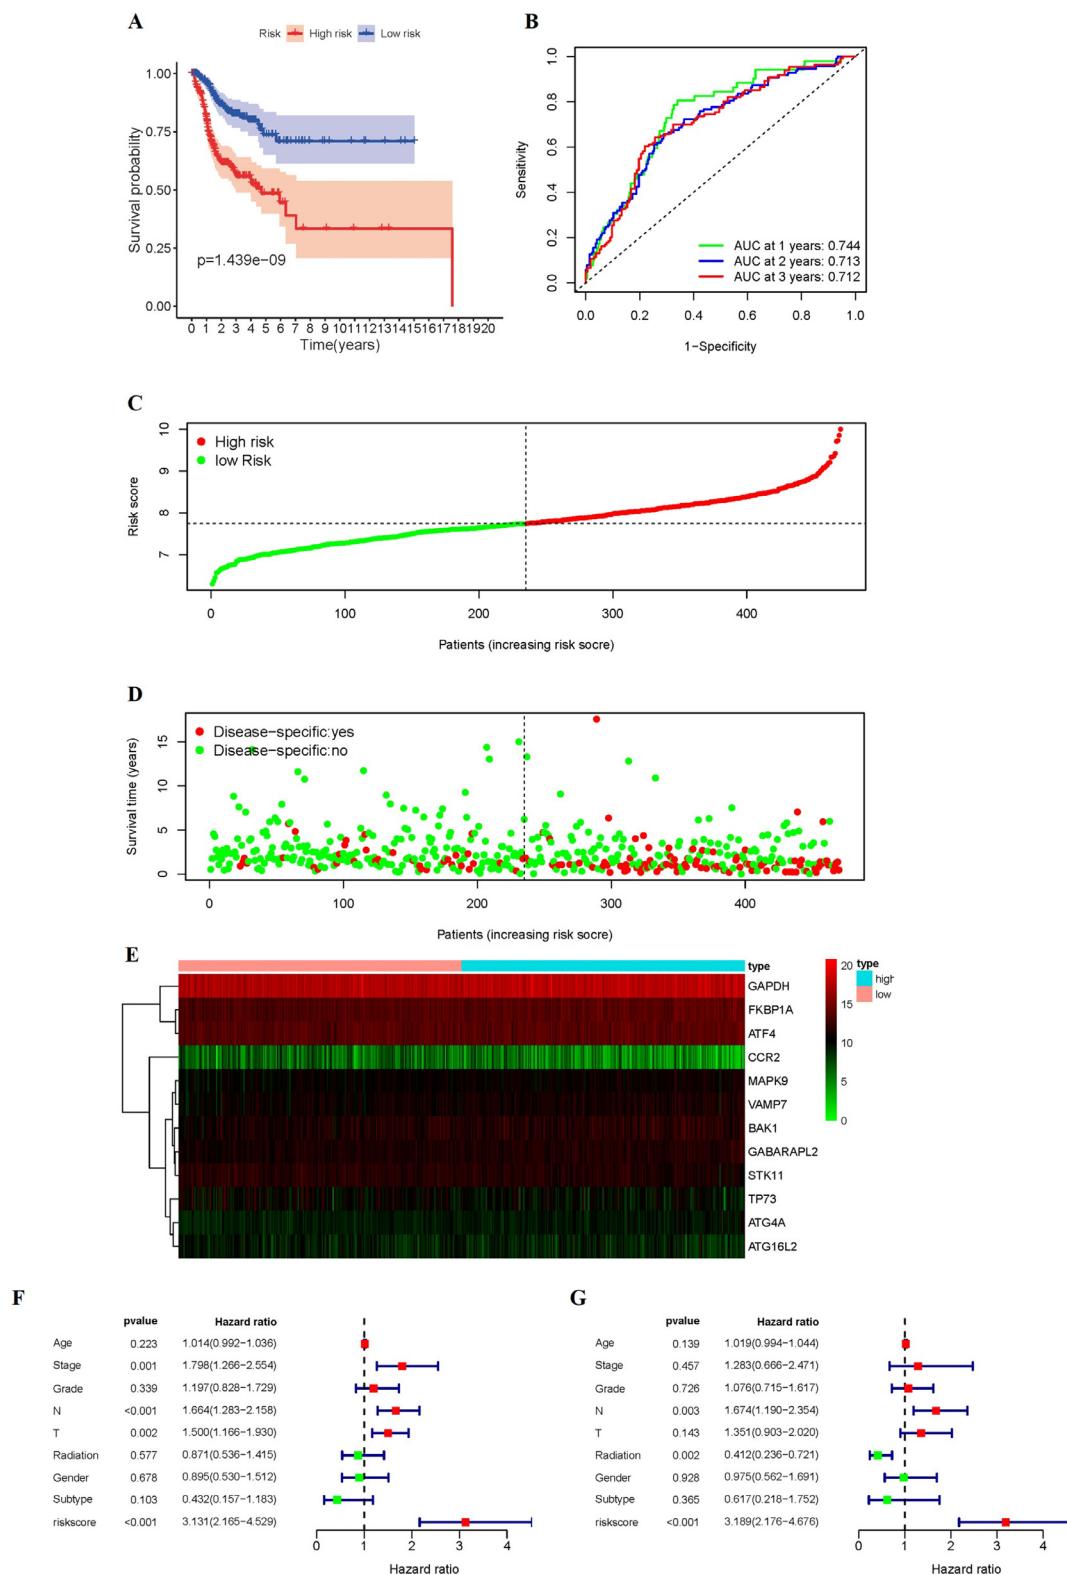 A
Risk High risk Low risk
Survival probability
1.00
0.75
0.50
0.25
0.00
p=1.439e−09
0 1 2 3 4 5 6 7 8 9 1011121314151617181920
Time(years)
B
Sensitivity
1.0
0.8
0.6
0.4
0.2
0.0
AUC at 1 years: 0.744
AUC at 2 years: 0.713
AUC at 3 years: 0.712
0.0 0.2 0.4 0.6 0.8 1.0
1−Specificity
C
Risk score
10
9
8
7
High risk
low Risk
0 100 200 300 400
Patients (increasing risk socre)
D
Survival time (years)
15
10
5
0
Disease−specific:yes
Disease−specific:no
0 100 200 300 400
Patients (increasing risk socre)
E
type
GAPDH
FKBP1A
ATF4
CCR2
MAPK9
VAMP7
BAK1
GABARAPL2
STK11
TP73
ATG4A
ATG16L2
20
15
10
5
0
type
high
low
F
pvalue Hazard ratio
Age 0.223 1.014(0.992−1.036)
Stage 0.001 1.798(1.266−2.554)
Grade 0.339 1.197(0.828−1.729)
N <0.001 1.664(1.283−2.158)
T 0.002 1.500(1.166−1.930)
Radiation 0.577 0.871(0.536−1.415)
Gender 0.678 0.895(0.530−1.512)
Subtype 0.103 0.432(0.157−1.183)
riskscore <0.001 3.131(2.165−4.529)
0 1 2 3 4
Hazard ratio
G
pvalue Hazard ratio
Age 0.139 1.019(0.994−1.044)
Stage 0.457 1.283(0.666−2.471)
Grade 0.726 1.076(0.715−1.617)
N 0.003 1.674(1.190−2.354)
T 0.143 1.351(0.903−2.020)
Radiation 0.002 0.412(0.236−0.721)
Gender 0.928 0.975(0.562−1.691)
Subtype 0.365 0.617(0.218−1.752)
riskscore <0.001 3.189(2.176−4.676)
0 1 2 3 4
Hazard ratio